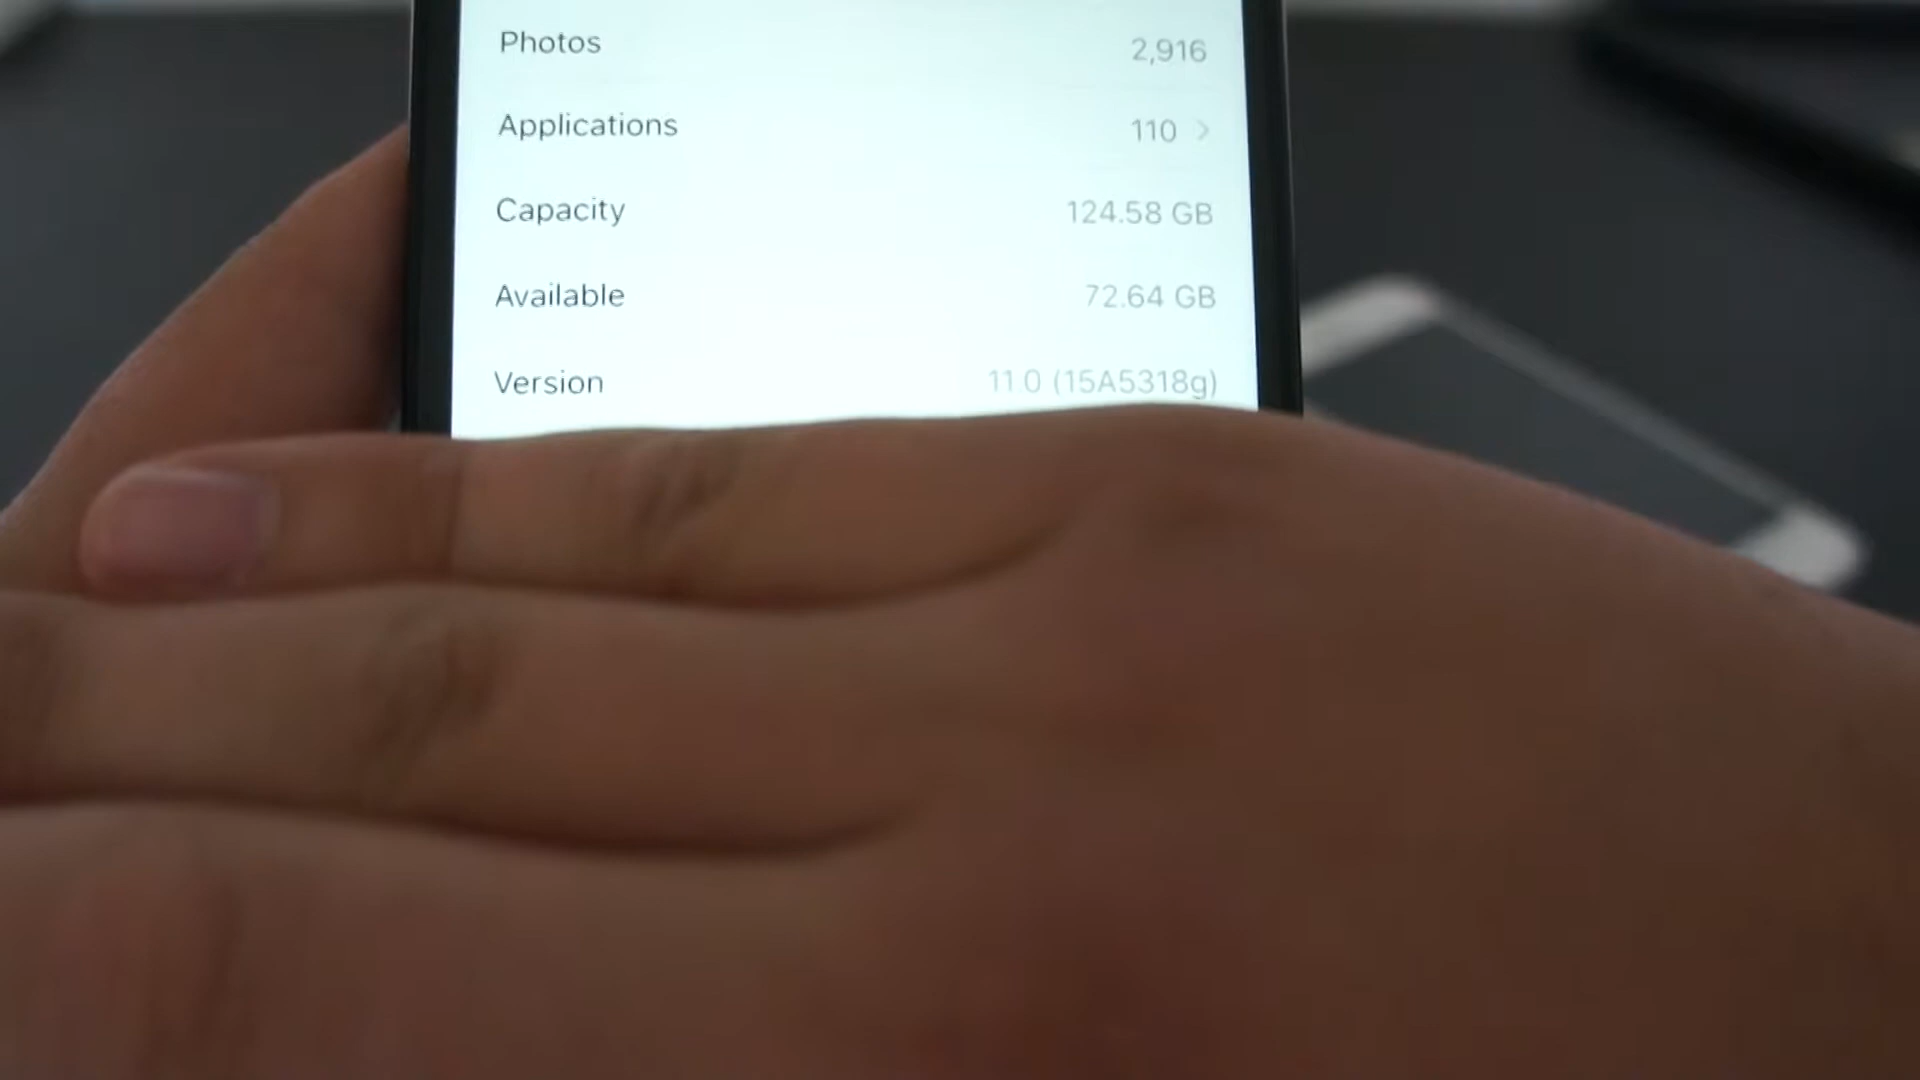 Photos 2,916
Applications 110 >
Capacity 124.58 GB
Available 72.64 GB
Version 11.0 (15A5318g)